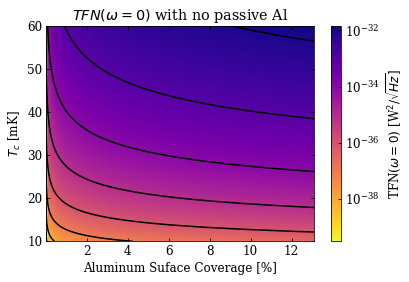 TFN(ω = 0) with no passive Al
60
50
40
30
20
10
T_c [mK]
2 4 6 8 10 12
Aluminum Suface Coverage [%]
10^{-32}
10^{-34}
10^{-36}
10^{-38}
TFN(ω = 0) [W^2/√Hz]